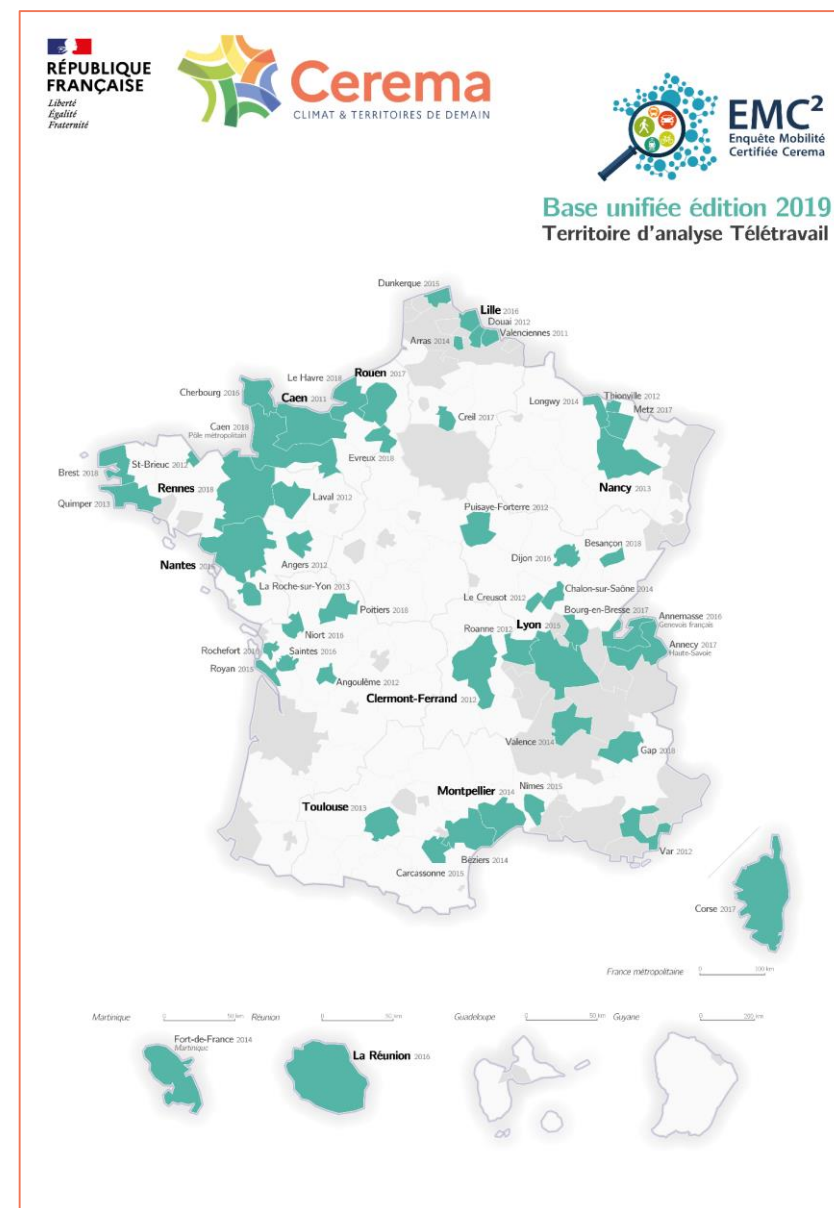 RÉPUBLIQUE
FRANÇAISE
Liberté
Égalité
Fraternité
Cerema
CLIMAT & TERRITOIRES DE DEMAIN
EMC²
Enquête Mobilité
Certifiée Cerema
Base unifiée édition 2019
Territoire d'analyse Télétravail
Dunkerque 2015
Lille 2016
Douai 2012
Valenciennes 2011
Arras 2014
Rouen 2017
Le Havre 2018
Cherbourg 2016
Caen 2011
Longwy 2014
Thionville 2012
Metz 2017
Creil 2017
Caen 2018
Pôle métropolitain
Evreux 2018
St-Brieuc 2012
Brest 2018
Rennes 2018
Laval 2012
Nancy 2013
Quimper 2013
Puisaye-Forterre 2012
Besançon 2018
Dijon 2016
Nantes
Angers 2012
La Roche-sur-Yon 2013
Le Creusot 2012
Chalon-sur-Saône 2014
Bourg-en-Bresse 2017
Poitiers 2018
Lyon 2015
Annemasse 2016
Genevois français
Roanne 2012
Niort 2016
Annecy 2017
Haute-Savoie
Rochefort
Saintes 2016
Royan
Angoulême 2012
Clermont-Ferrand 2012
Valence 2014
Gap 2018
Montpellier 2014
Nîmes 2015
Toulouse 2013
Var 2012
Béziers 2014
Carcassonne 2015
Corse 2017
France métropolitaine 0 100 km
Martinique 0 50 km
Réunion 0 50 km
Guadeloupe 0 50 km
Guyane 0 200 km
Fort-de-France 2014
Martinique
La Réunion 2016